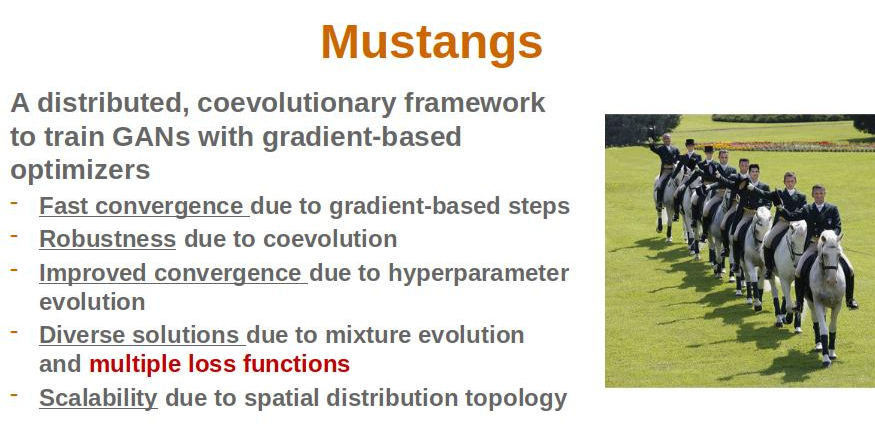 Mustangs
A distributed, coevolutionary framework
to train GANs with gradient-based
optimizers
- Fast convergence due to gradient-based steps
- Robustness due to coevolution
- Improved convergence due to hyperparameter
evolution
- Diverse solutions due to mixture evolution
and multiple loss functions
- Scalability due to spatial distribution topology